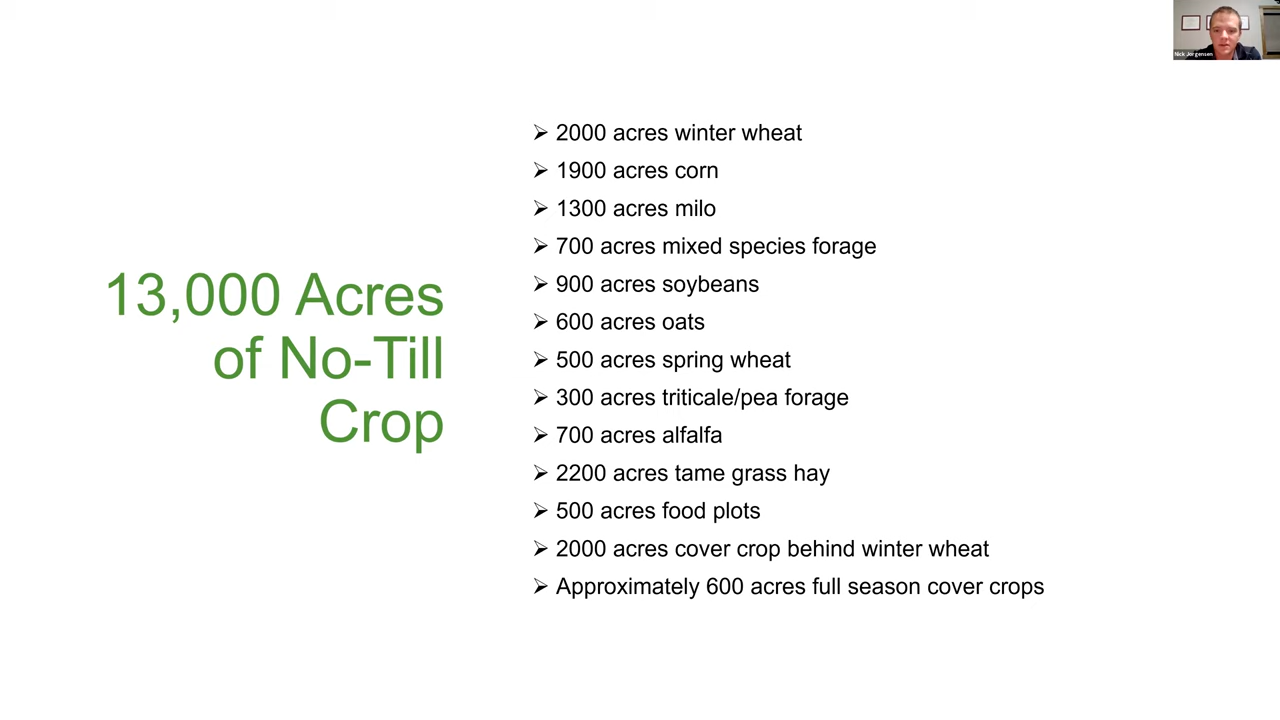 Nick Jorgensen
13,000 Acres
of No-Till
Crop
2000 acres winter wheat
1900 acres corn
1300 acres milo
700 acres mixed species forage
900 acres soybeans
600 acres oats
500 acres spring wheat
300 acres triticale/pea forage
700 acres alfalfa
2200 acres tame grass hay
500 acres food plots
2000 acres cover crop behind winter wheat
Approximately 600 acres full season cover crops